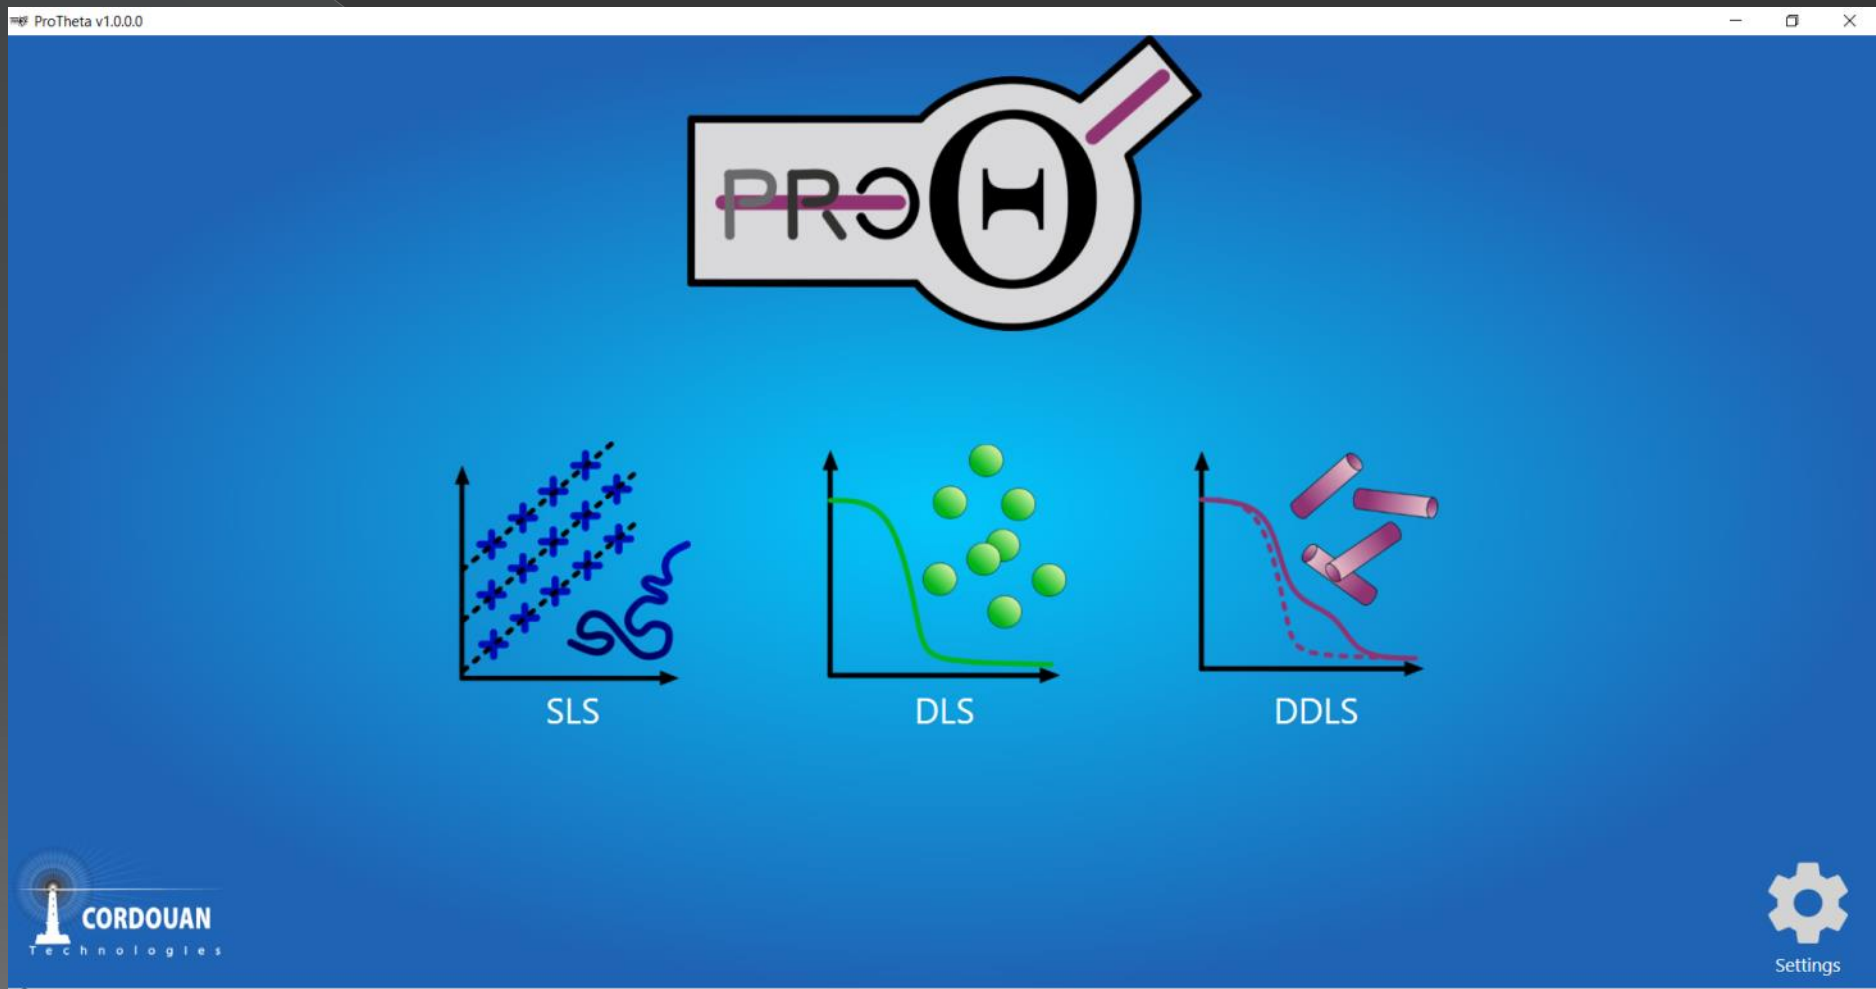 ProTheta v1.0.0.0
PRO Θ
SLS
DLS
DDLS
CORDOUAN
Technologies
Settings